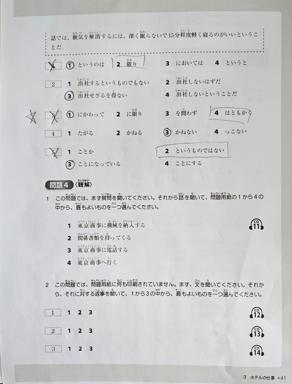 話では、眠気を解消するには、深く眠らないで15分程度軽く寝るのがいいということだ。
1 というのは 2 限り 3 においては 4 というと
2 1 出社するというものでもない 2 出社しないはずだ
3 出社せざるを得ない 4 出社しないということだ
1 にかわって 2 に限り 3 を問わず 4 はともかく
4 1 たがる 2 かねる 3 かねない 4 っこない
1 ことか 2 というものではない
3 ことになっている 4 ことにする
問題4 (聴解)
1 この問題では、まず質問を聞いてください。それから話を聞いて、問題用紙の1から4の
中から、最もよいものを一つ選んでください。
11
1 東京商事に機械を納入する
2 関係書類を持ってくる
3 東京商事に電話する
4 東京商事へ行く
2 この問題では、問題用紙に何も印刷されていません。まず、文を聞いてください。それか
ら、それに対する返事を聞いて、1から3の中から、最もよいものを一つ選んでください。
1 1 2 3 12
2 1 2 3 13
3 1 2 3 14
3 ホテルの仕事 • 41